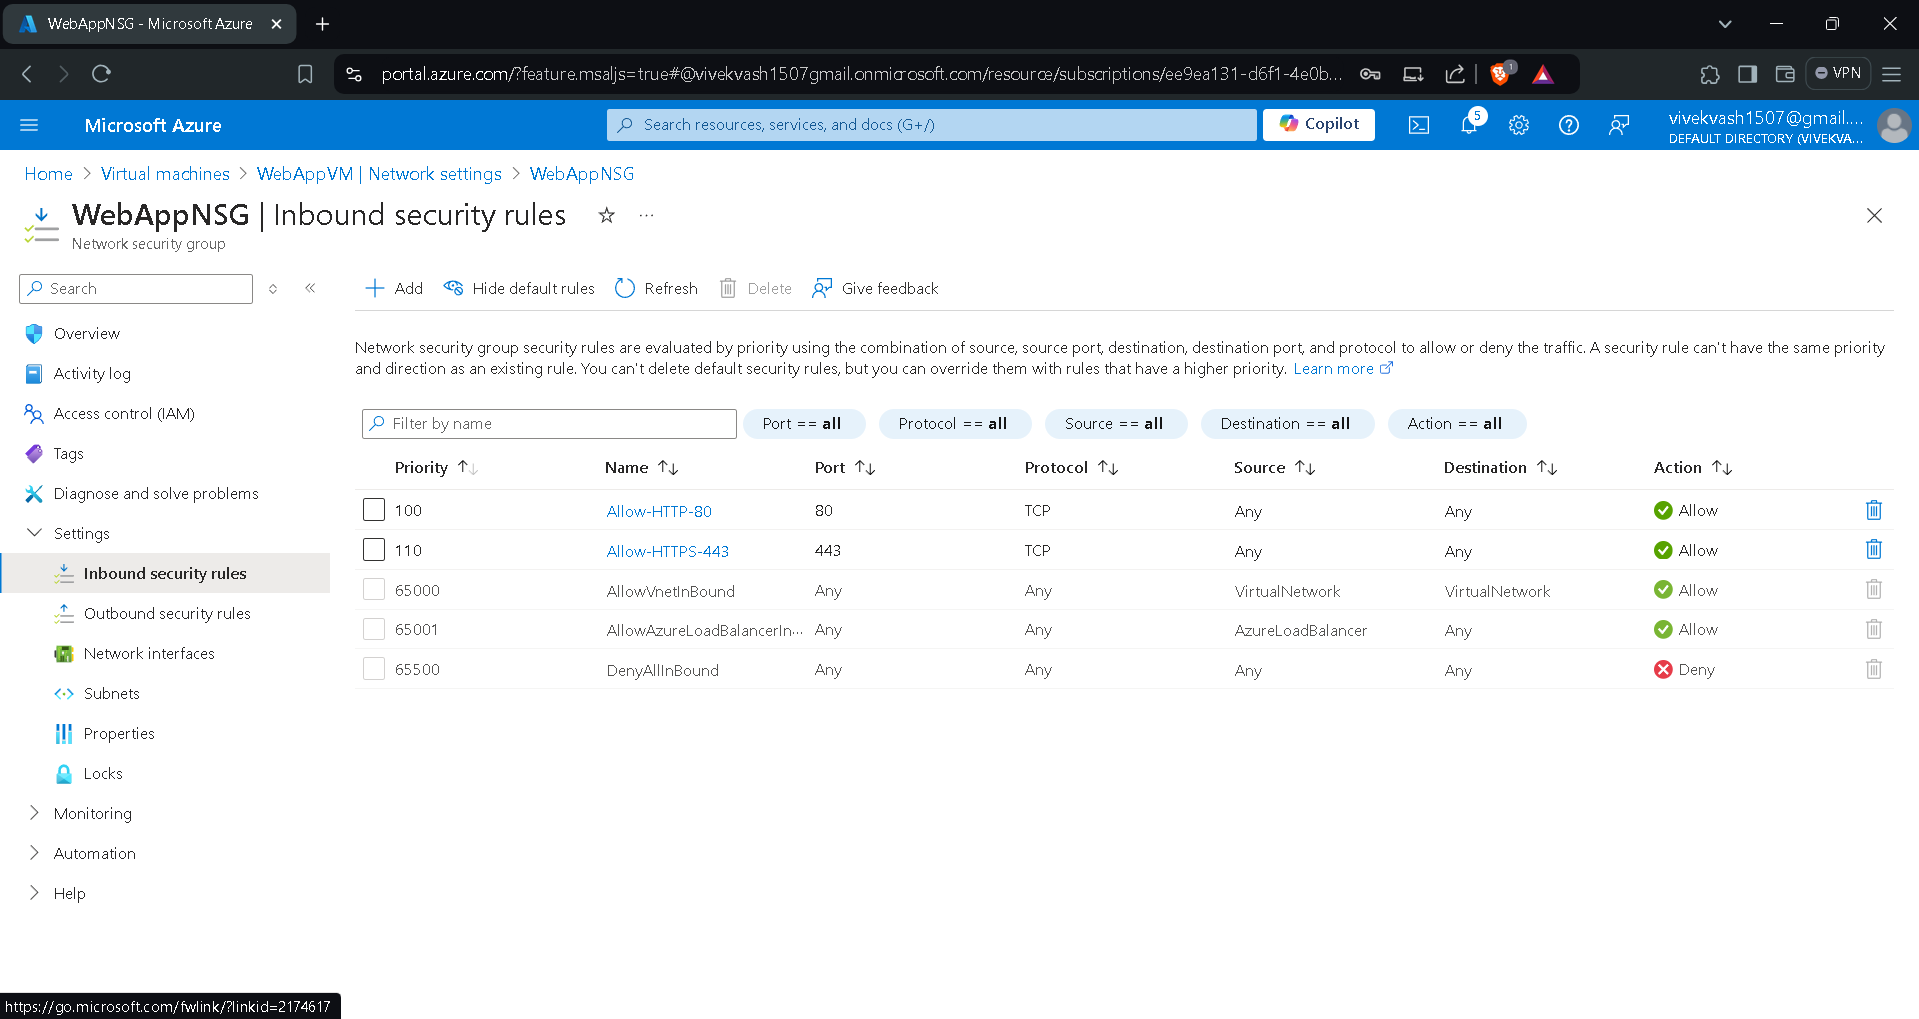 WebAppNSG - Microsoft Azure
portal.azure.com/?feature.msaljs=true#@vivekvash1507gmail.onmicrosoft.com/resource/subscriptions/ee9ea131-d6f1-4e0b...
1
VPN
Microsoft Azure
Search resources, services, and docs (G+/)
Copilot
5
vivekvash1507@gmail....
DEFAULT DIRECTORY (VIVEKVA...
Home > Virtual machines > WebAppVM | Network settings > WebAppNSG
WebAppNSG | Inbound security rules
Network security group
Search
Overview
Activity log
Access control (IAM)
Tags
Diagnose and solve problems
Settings
Inbound security rules
Outbound security rules
Network interfaces
Subnets
Properties
Locks
Monitoring
Automation
Help
Add Hide default rules Refresh Delete Give feedback
Network security group security rules are evaluated by priority using the combination of source, source port, destination, destination port, and protocol to allow or deny the traffic. A security rule can't have the same priority
and direction as an existing rule. You can't delete default security rules, but you can override them with rules that have a higher priority. Learn more
Filter by name Port == all Protocol == all Source == all Destination == all Action == all
Priority Name Port Protocol Source Destination Action
100 Allow-HTTP-80 80 TCP Any Any Allow
110 Allow-HTTPS-443 443 TCP Any Any Allow
65000 AllowVnetInBound Any Any VirtualNetwork VirtualNetwork Allow
65001 AllowAzureLoadBalancerIn... Any Any AzureLoadBalancer Any Allow
65500 DenyAllInBound Any Any Any Any Deny
https://go.microsoft.com/fwlink/?linkid=2174617